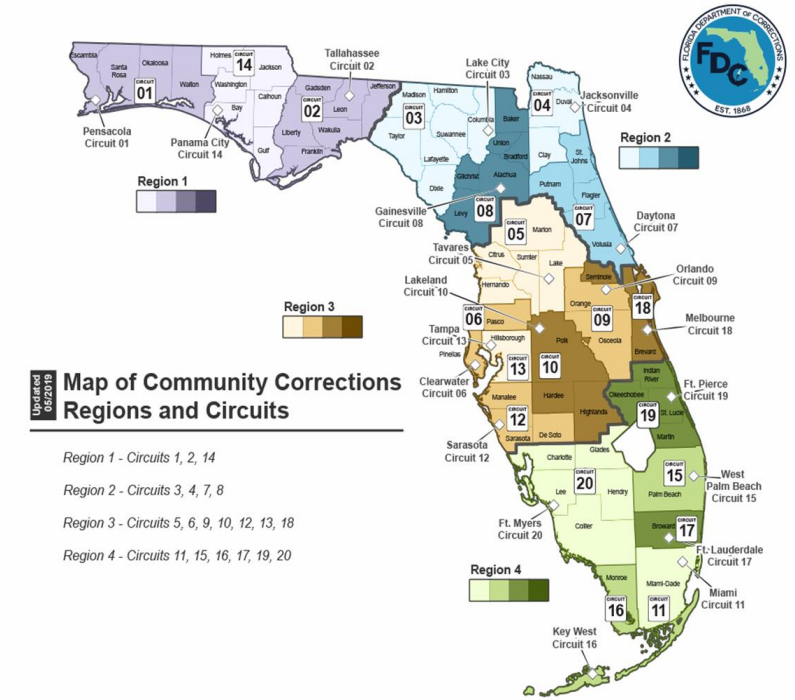 FLORIDA DEPARTMENT OF CORRECTIONS
FDC
EST. 1868
Escambia
Santa
Rosa
Okaloosa
Walton
CIRCUIT
01
Holmes
CIRCUIT
14
Jackson
Washington
Bay
Calhoun
Gulf
Tallahassee
Circuit 02
Gadsden
Jefferson
CIRCUIT
02
Leon
Liberty
Wakulla
Franklin
Pensacola
Circuit 01
Panama City
Circuit 14
Region 1
Lake City
Circuit 03
Madison
Hamilton
CIRCUIT
03
Columbia
Taylor
Suwannee
Lafayette
Dixie
Nassau
CIRCUIT
04
Duval
Jacksonville
Circuit 04
Clay
Baker
Union
Bradford
Gilchrist
Alachua
Levy
CIRCUIT
08
Gainesville
Circuit 08
St.
Johns
Putnam
Flagler
CIRCUIT
07
Volusia
Daytona
Circuit 07
Region 2
CIRCUIT
05
Marion
Citrus
Sumter
Lake
Hernando
Tavares
Circuit 05
Lakeland
Circuit 10
Seminole
Orange
CIRCUIT
09
Osceola
Orlando
Circuit 09
CIRCUIT
18
Brevard
Melbourne
Circuit 18
Region 3
CIRCUIT
06
Pasco
Pinellas
Tampa
Circuit 13
Hillsborough
CIRCUIT
13
Clearwater
Circuit 06
Polk
CIRCUIT
10
Hardee
Highlands
Manatee
CIRCUIT
12
Sarasota
De Soto
Sarasota
Circuit 12
Indian
River
Okeechobee
CIRCUIT
19
St. Lucie
Martin
Ft. Pierce
Circuit 19
Updated
05/2019
Map of Community Corrections
Regions and Circuits
Region 1 - Circuits 1, 2, 14
Region 2 - Circuits 3, 4, 7, 8
Region 3 - Circuits 5, 6, 9, 10, 12, 13, 18
Region 4 - Circuits 11, 15, 16, 17, 19, 20
Charlotte
Glades
CIRCUIT
20
Lee
Hendry
Collier
Ft. Myers
Circuit 20
CIRCUIT
15
Palm Beach
West
Palm Beach
Circuit 15
Broward
CIRCUIT
17
Ft. Lauderdale
Circuit 17
Region 4
Monroe
CIRCUIT
16
Miami-Dade
CIRCUIT
11
Miami
Circuit 11
Key West
Circuit 16